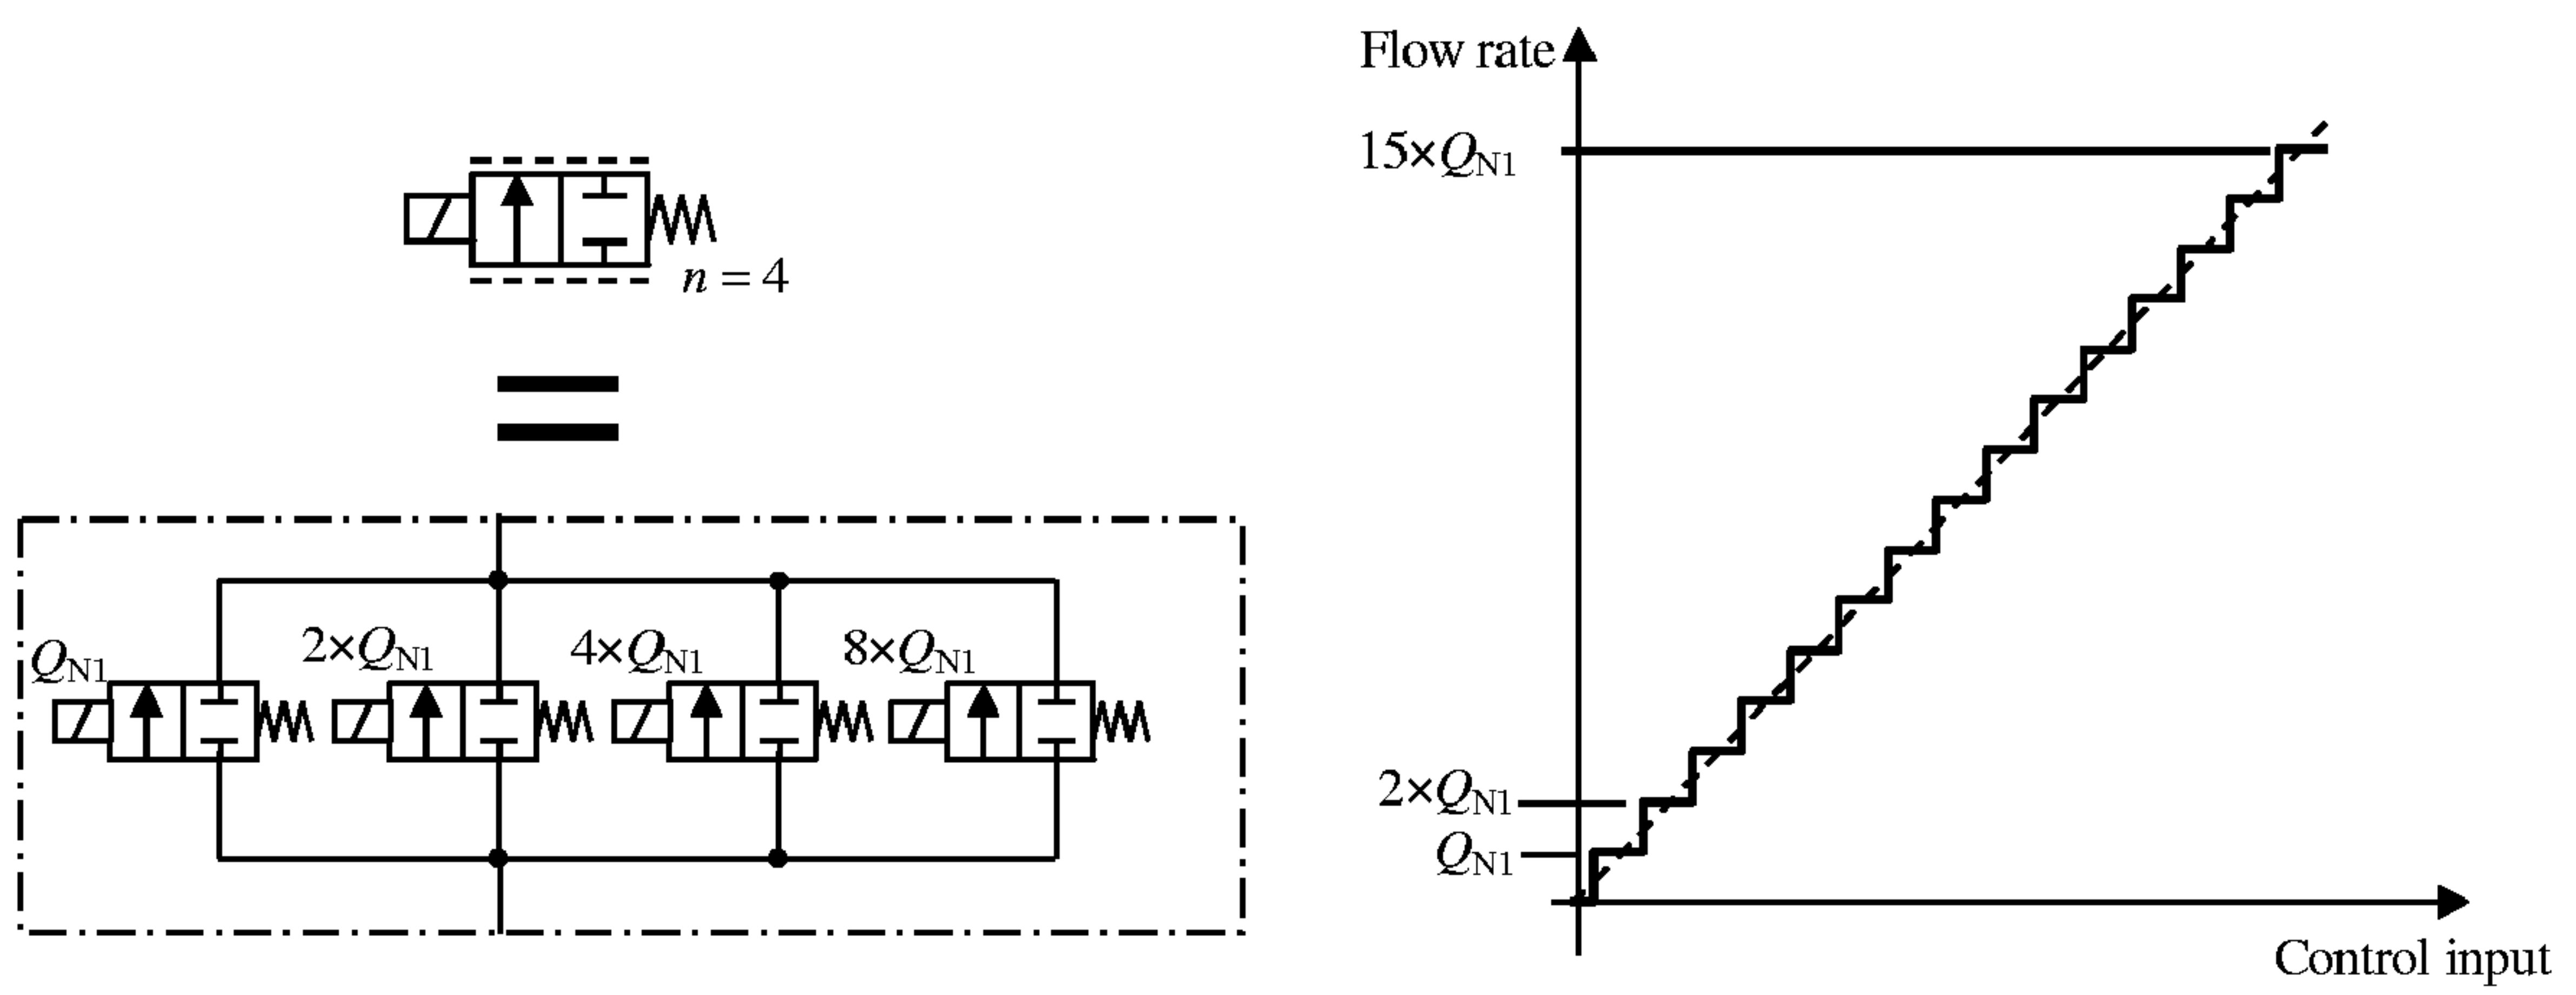 n = 4
Q_N1
2×Q_N1
4×Q_N1
8×Q_N1
Flow rate
15×Q_N1
2×Q_N1
Q_N1
Control input